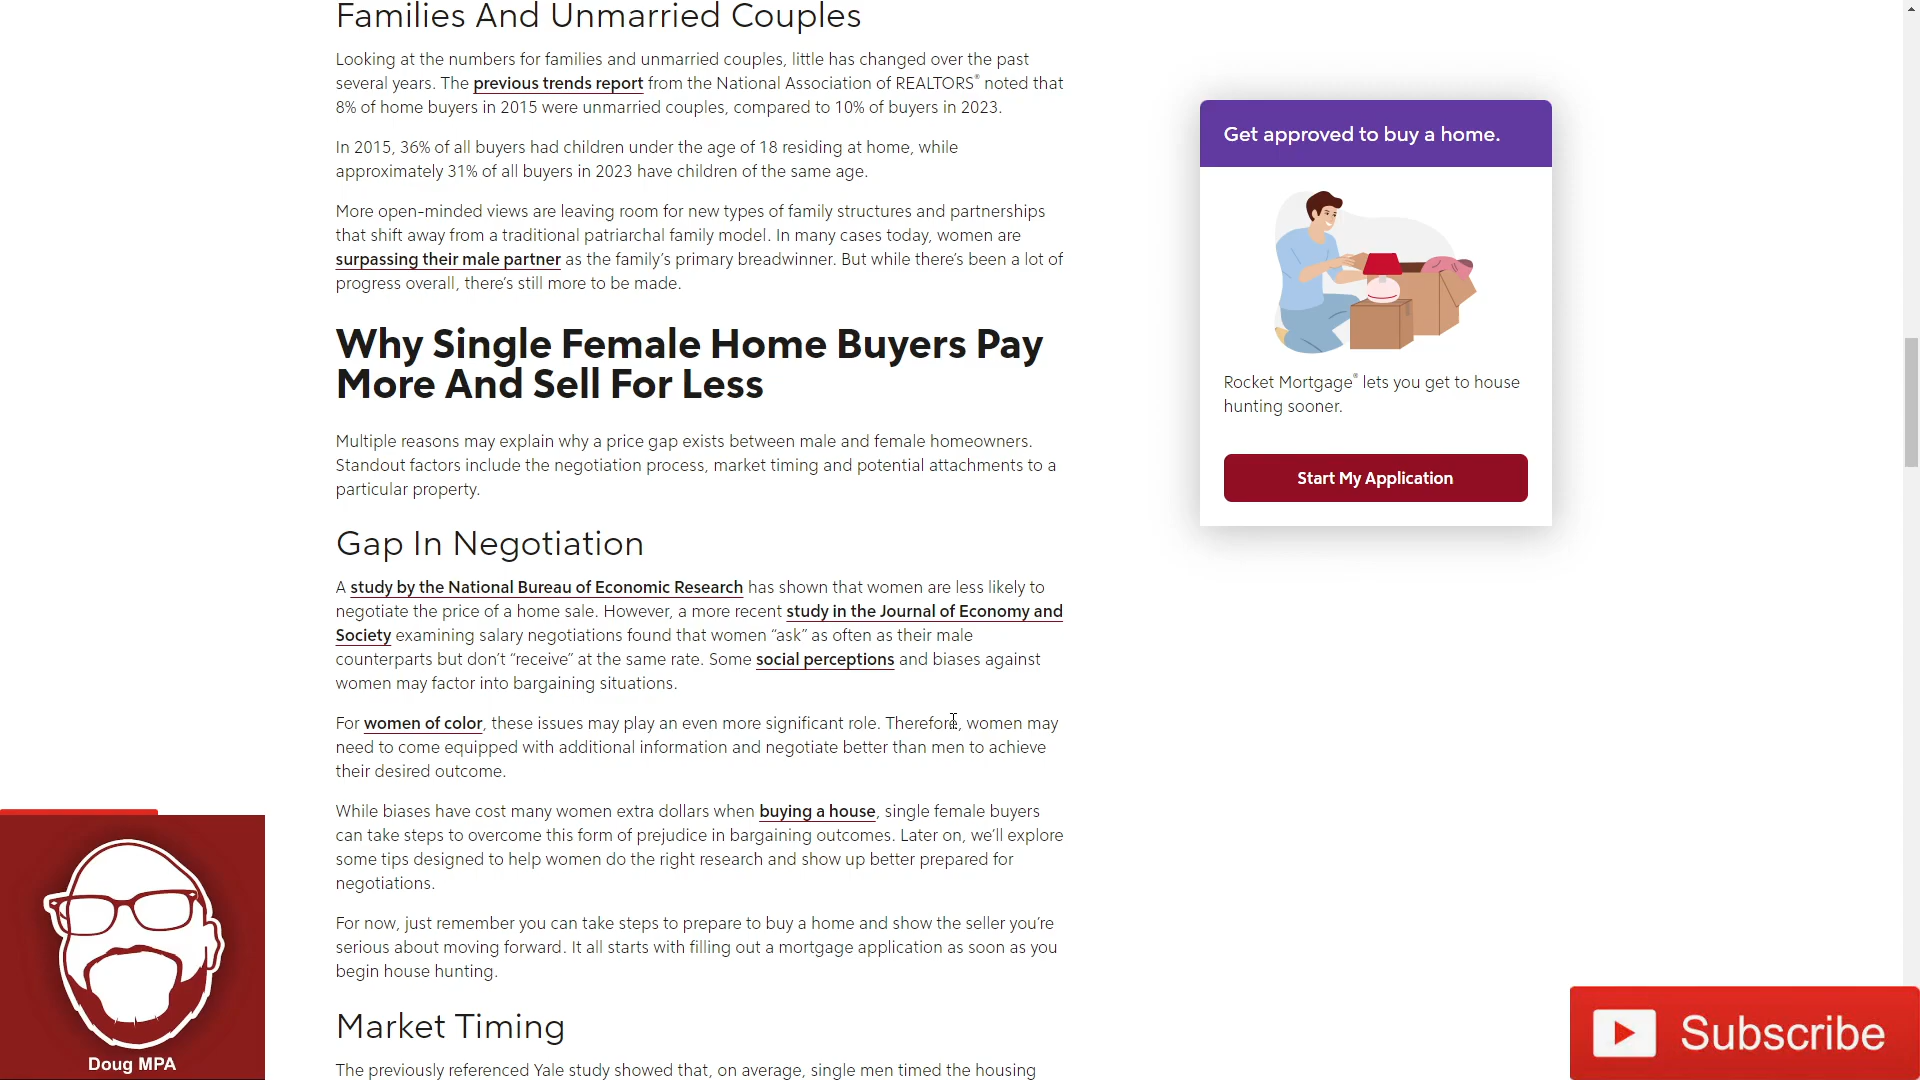 Families And Unmarried Couples
Looking at the numbers for families and unmarried couples, little has changed over the past
several years. The previous trends report from the National Association of REALTORS® noted that
8% of home buyers in 2015 were unmarried couples, compared to 10% of buyers in 2023.
In 2015, 36% of all buyers had children under the age of 18 residing at home, while
approximately 31% of all buyers in 2023 have children of the same age.
More open-minded views are leaving room for new types of family structures and partnerships
that shift away from a traditional patriarchal family model. In many cases today, women are
surpassing their male partner as the family's primary breadwinner. But while there's been a lot of
progress overall, there's still more to be made.
Why Single Female Home Buyers Pay
More And Sell For Less
Multiple reasons may explain why a price gap exists between male and female homeowners.
Standout factors include the negotiation process, market timing and potential attachments to a
particular property.
Gap In Negotiation
A study by the National Bureau of Economic Research has shown that women are less likely to
negotiate the price of a home sale. However, a more recent study in the Journal of Economy and
Society examining salary negotiations found that women “ask” as often as their male
counterparts but don't “receive” at the same rate. Some social perceptions and biases against
women may factor into bargaining situations.
For women of color, these issues may play an even more significant role. Therefore, women may
need to come equipped with additional information and negotiate better than men to achieve
their desired outcome.
While biases have cost many women extra dollars when buying a house, single female buyers
can take steps to overcome this form of prejudice in bargaining outcomes. Later on, we'll explore
some tips designed to help women do the right research and show up better prepared for
negotiations.
For now, just remember you can take steps to prepare to buy a home and show the seller you're
serious about moving forward. It all starts with filling out a mortgage application as soon as you
begin house hunting.
Market Timing
The previously referenced Yale study showed that, on average, single men timed the housing
Get approved to buy a home.
Rocket Mortgage® lets you get to house
hunting sooner.
Start My Application
Doug MPA
Subscribe